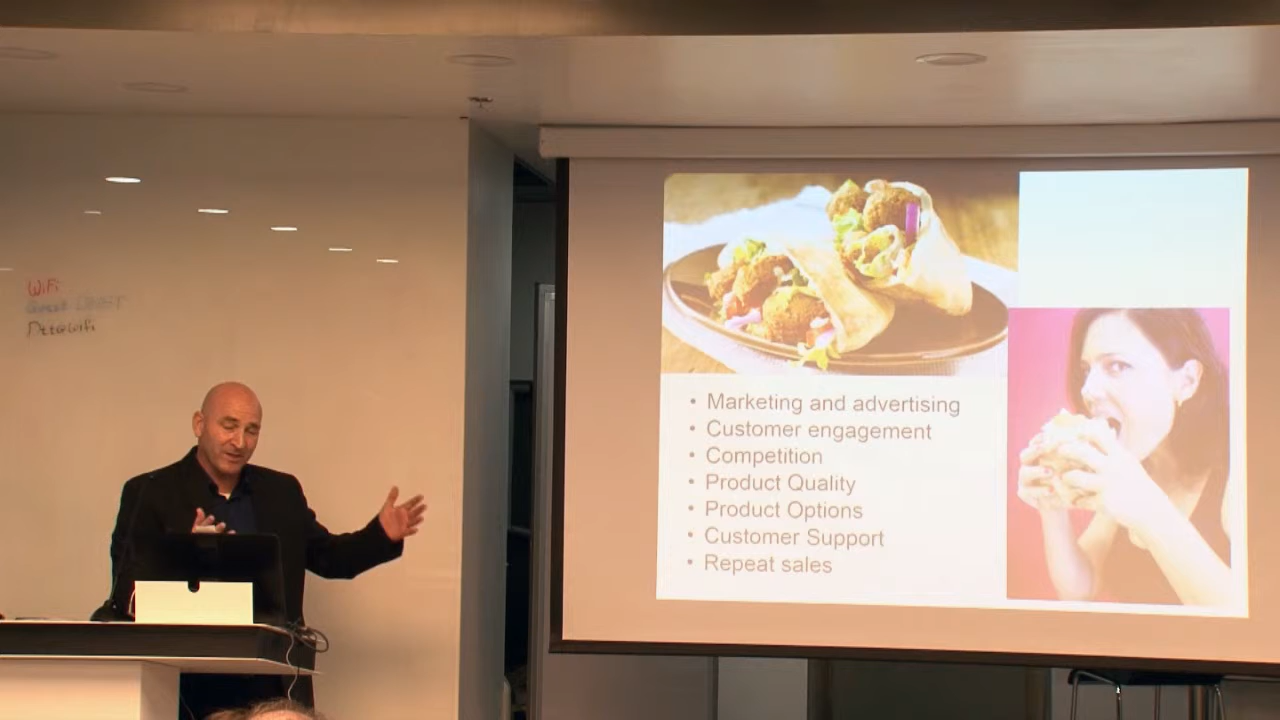 WiFi
• Marketing and advertising
• Customer engagement
• Competition
• Product Quality
• Product Options
• Customer Support
• Repeat sales